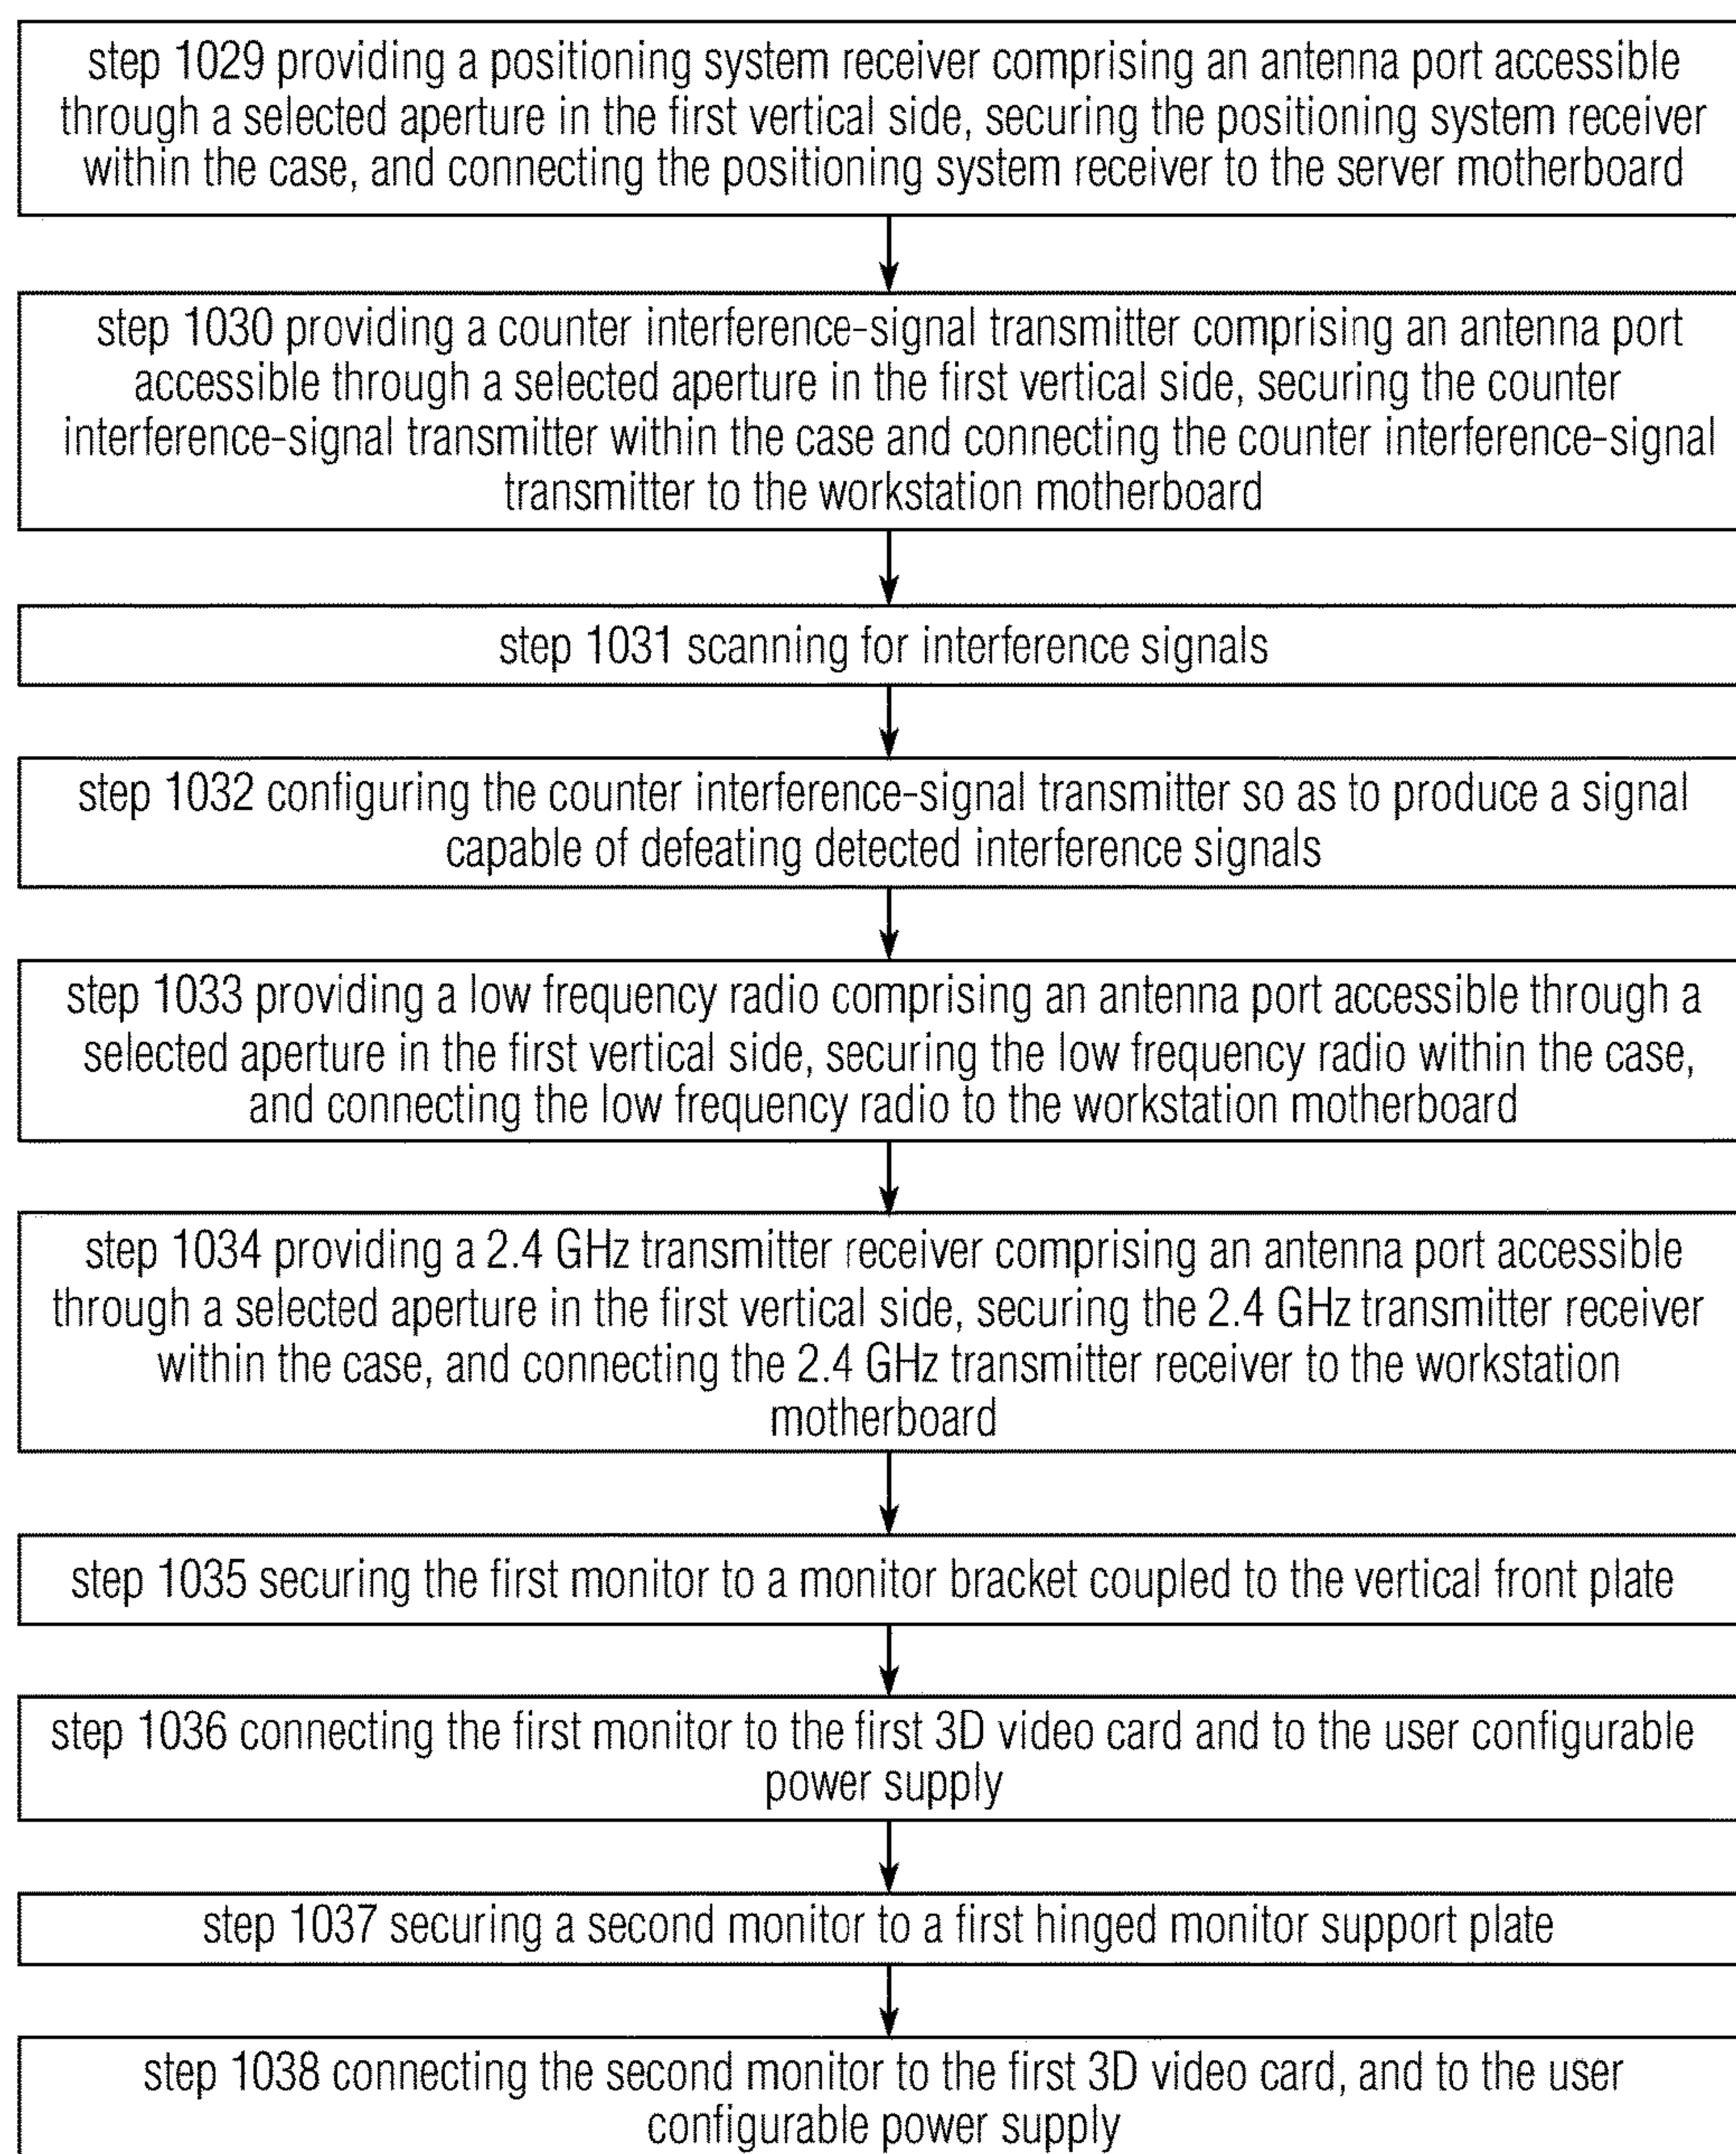 step 1029 providing a positioning system receiver comprising an antenna port accessible
through a selected aperture in the first vertical side, securing the positioning system receiver
within the case, and connecting the positioning system receiver to the server motherboard
step 1030 providing a counter interference-signal transmitter comprising an antenna port
accessible through a selected aperture in the first vertical side, securing the counter
interference-signal transmitter within the case and connecting the counter interference-signal
transmitter to the workstation motherboard
step 1031 scanning for interference signals
step 1032 configuring the counter interference-signal transmitter so as to produce a signal
capable of defeating detected interference signals
step 1033 providing a low frequency radio comprising an antenna port accessible through a
selected aperture in the first vertical side, securing the low frequency radio within the case,
and connecting the low frequency radio to the workstation motherboard
step 1034 providing a 2.4 GHz transmitter receiver comprising an antenna port accessible
through a selected aperture in the first vertical side, securing the 2.4 GHz transmitter receiver
within the case, and connecting the 2.4 GHz transmitter receiver to the workstation
motherboard
step 1035 securing the first monitor to a monitor bracket coupled to the vertical front plate
step 1036 connecting the first monitor to the first 3D video card and to the user configurable
power supply
step 1037 securing a second monitor to a first hinged monitor support plate
step 1038 connecting the second monitor to the first 3D video card, and to the user
configurable power supply